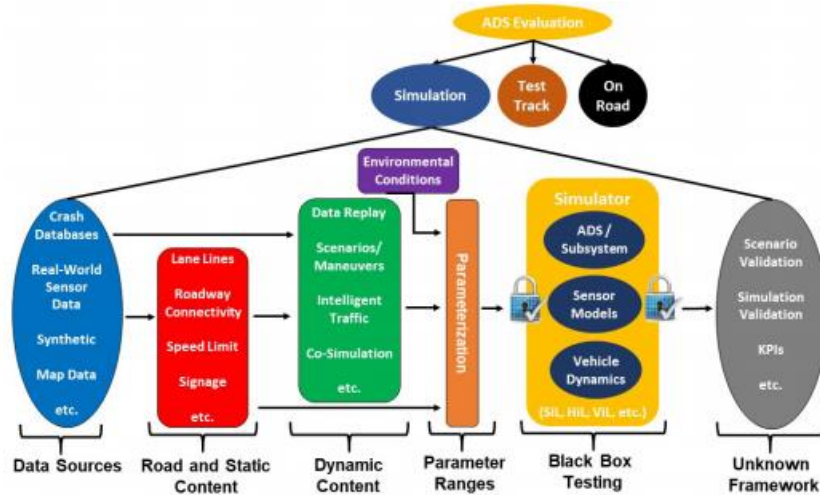 ADS Evaluation
Simulation
Test
Track
On
Road
Environmental
Conditions
Crash
Databases
Real-World
Sensor
Data
Synthetic
Map Data
etc.
Lane Lines
Roadway
Connectivity
Speed Limit
Signage
etc.
Data Replay
Scenarios/
Maneuvers
Intelligent
Traffic
Co-Simulation
etc.
Parameterization
Simulator
ADS /
Subsystem
Sensor
Models
Vehicle
Dynamics
(SiL, HiL, ViL, etc.)
Scenario
Validation
Simulation
Validation
KPIs
etc.
Data Sources
Road and Static
Content
Dynamic
Content
Parameter
Ranges
Black Box
Testing
Unknown
Framework